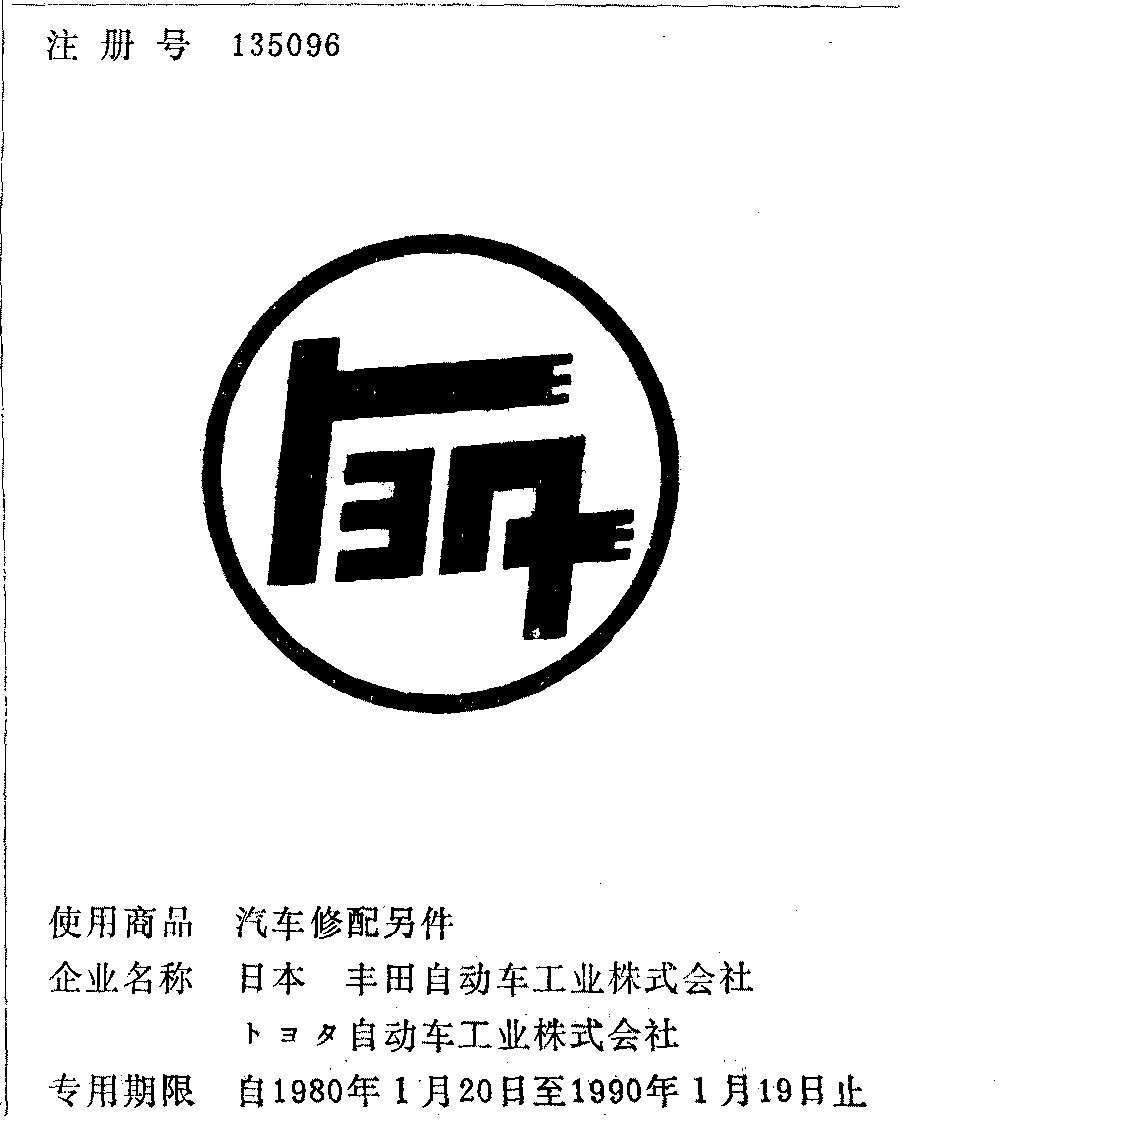 注册号 135096
トヨタ
使用商品 汽车修配另件
企业名称 日本 丰田自动车工业株式会社
トヨタ自动车工业株式会社
专用期限 自1980年1月20日至1990年1月19日止